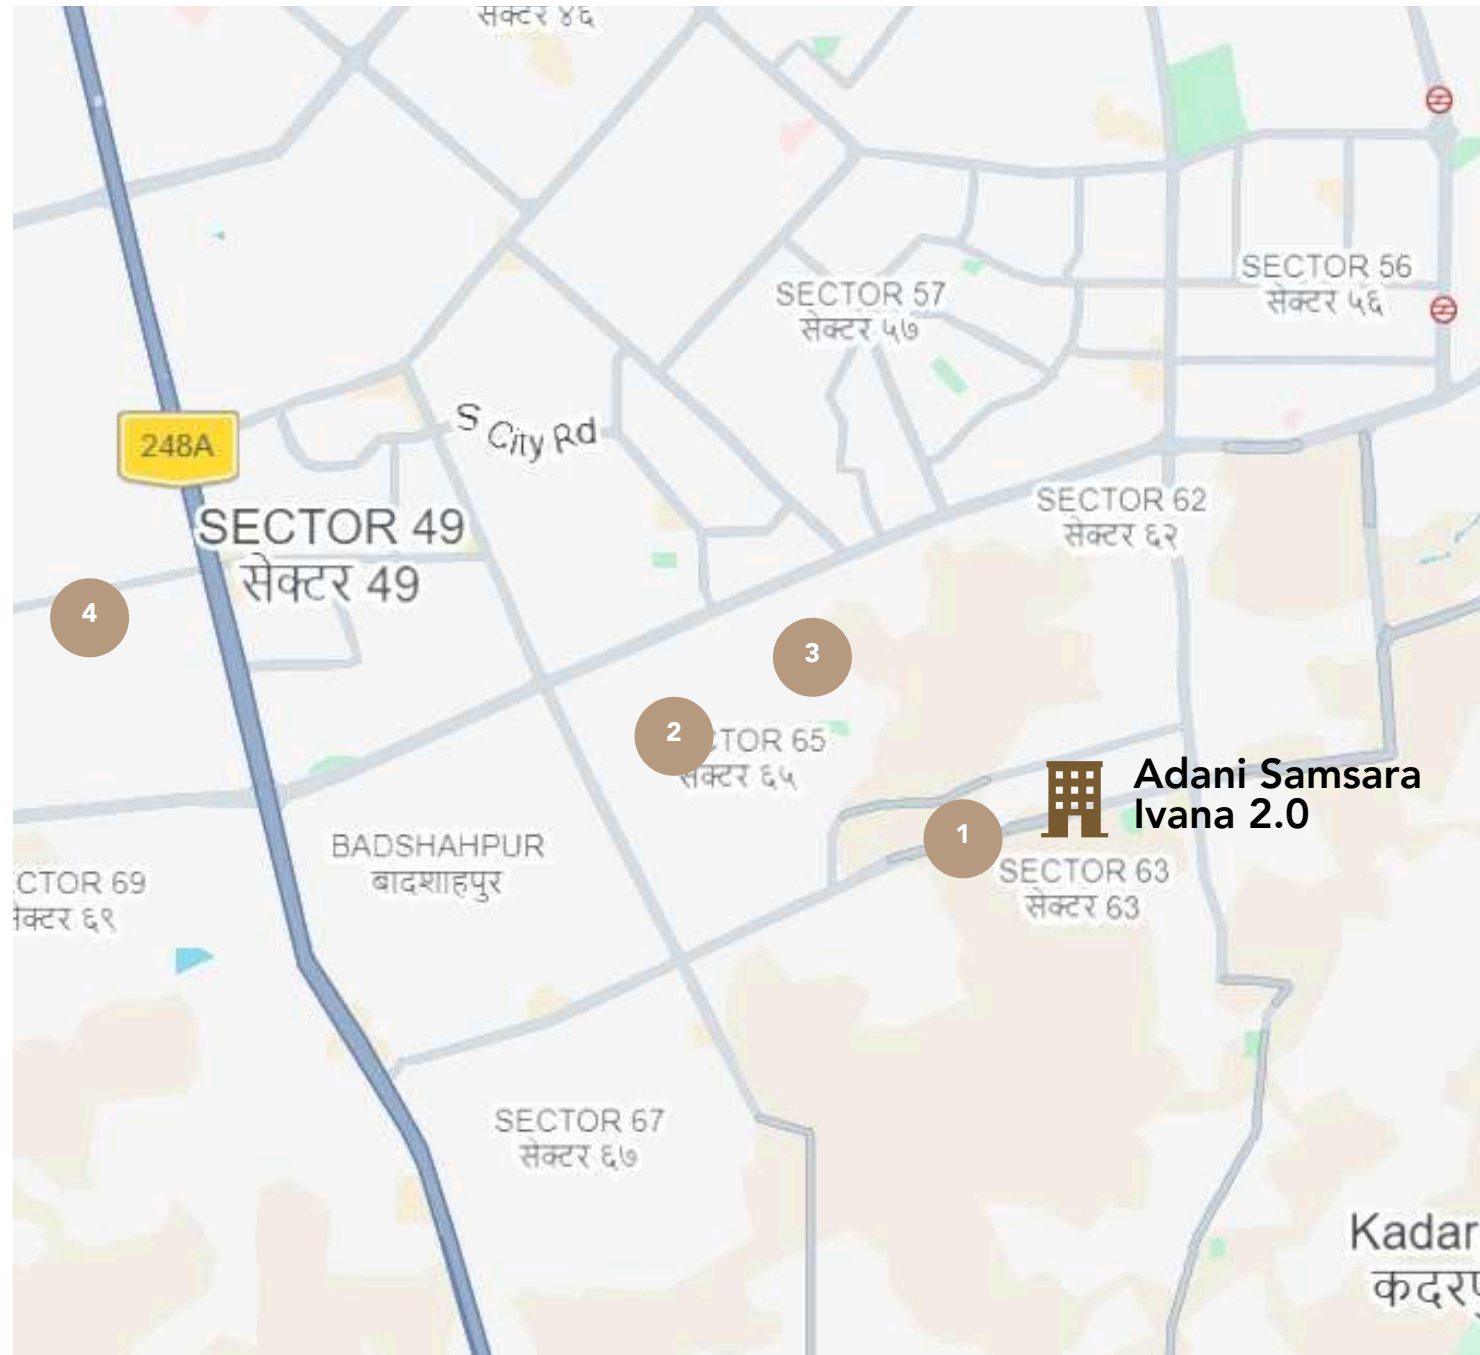 सेक्टर ४६
SECTOR 56
सेक्टर ५६
SECTOR 57
सेक्टर ५७
S City Rd
248A
SECTOR 62
सेक्टर ६२
SECTOR 49
सेक्टर 49
4
3
2
CTOR 65
सेक्टर ६५
Adani Samsara
Ivana 2.0
1
BADSHAHPUR
बादशाहपुर
SECTOR 63
सेक्टर 63
CTOR 69
सेक्टर ६९
SECTOR 67
सेक्टर ६७
Kadar
कदरपु